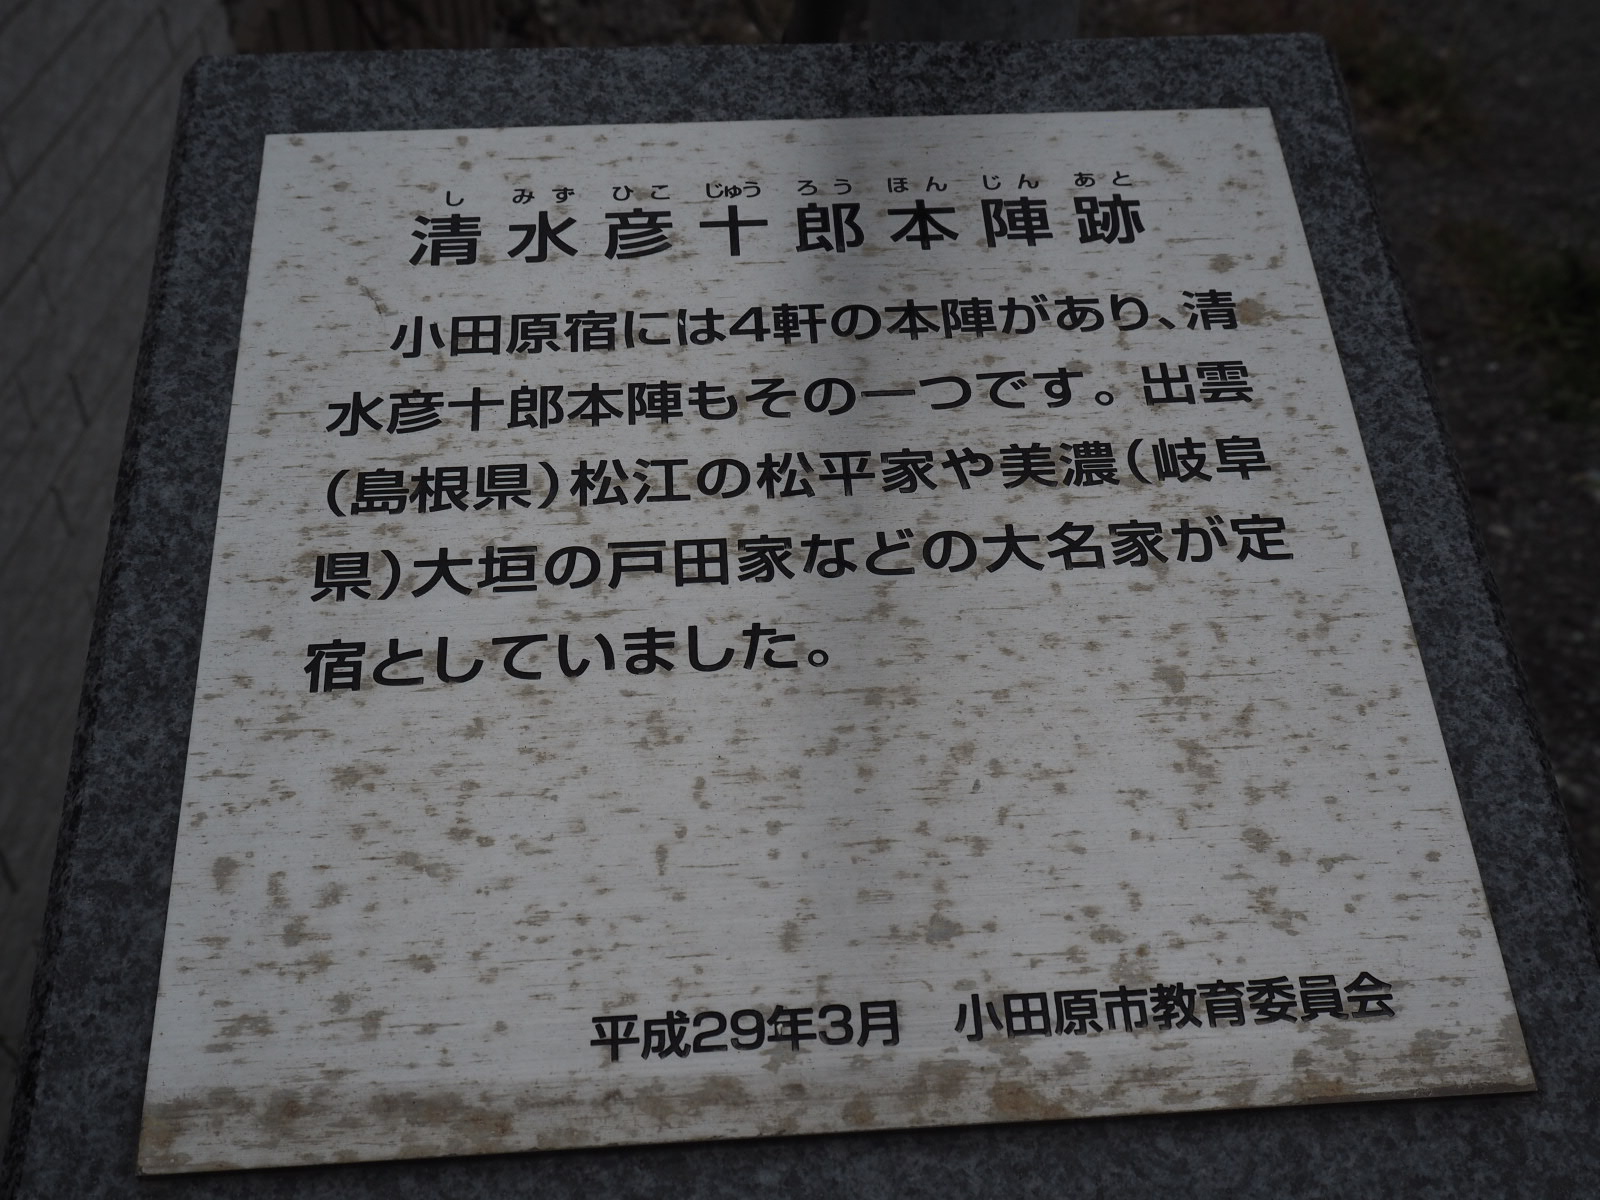 し みず ひこ じゅう ろう ほん じん あと
清水彦十郎本陣跡
小田原宿には4軒の本陣があり、清
水彦十郎本陣もその一つです。出雲
(島根県)松江の松平家や美濃(岐阜
県)大垣の戸田家などの大名家が定
宿としていました。
平成29年3月　小田原市教育委員会